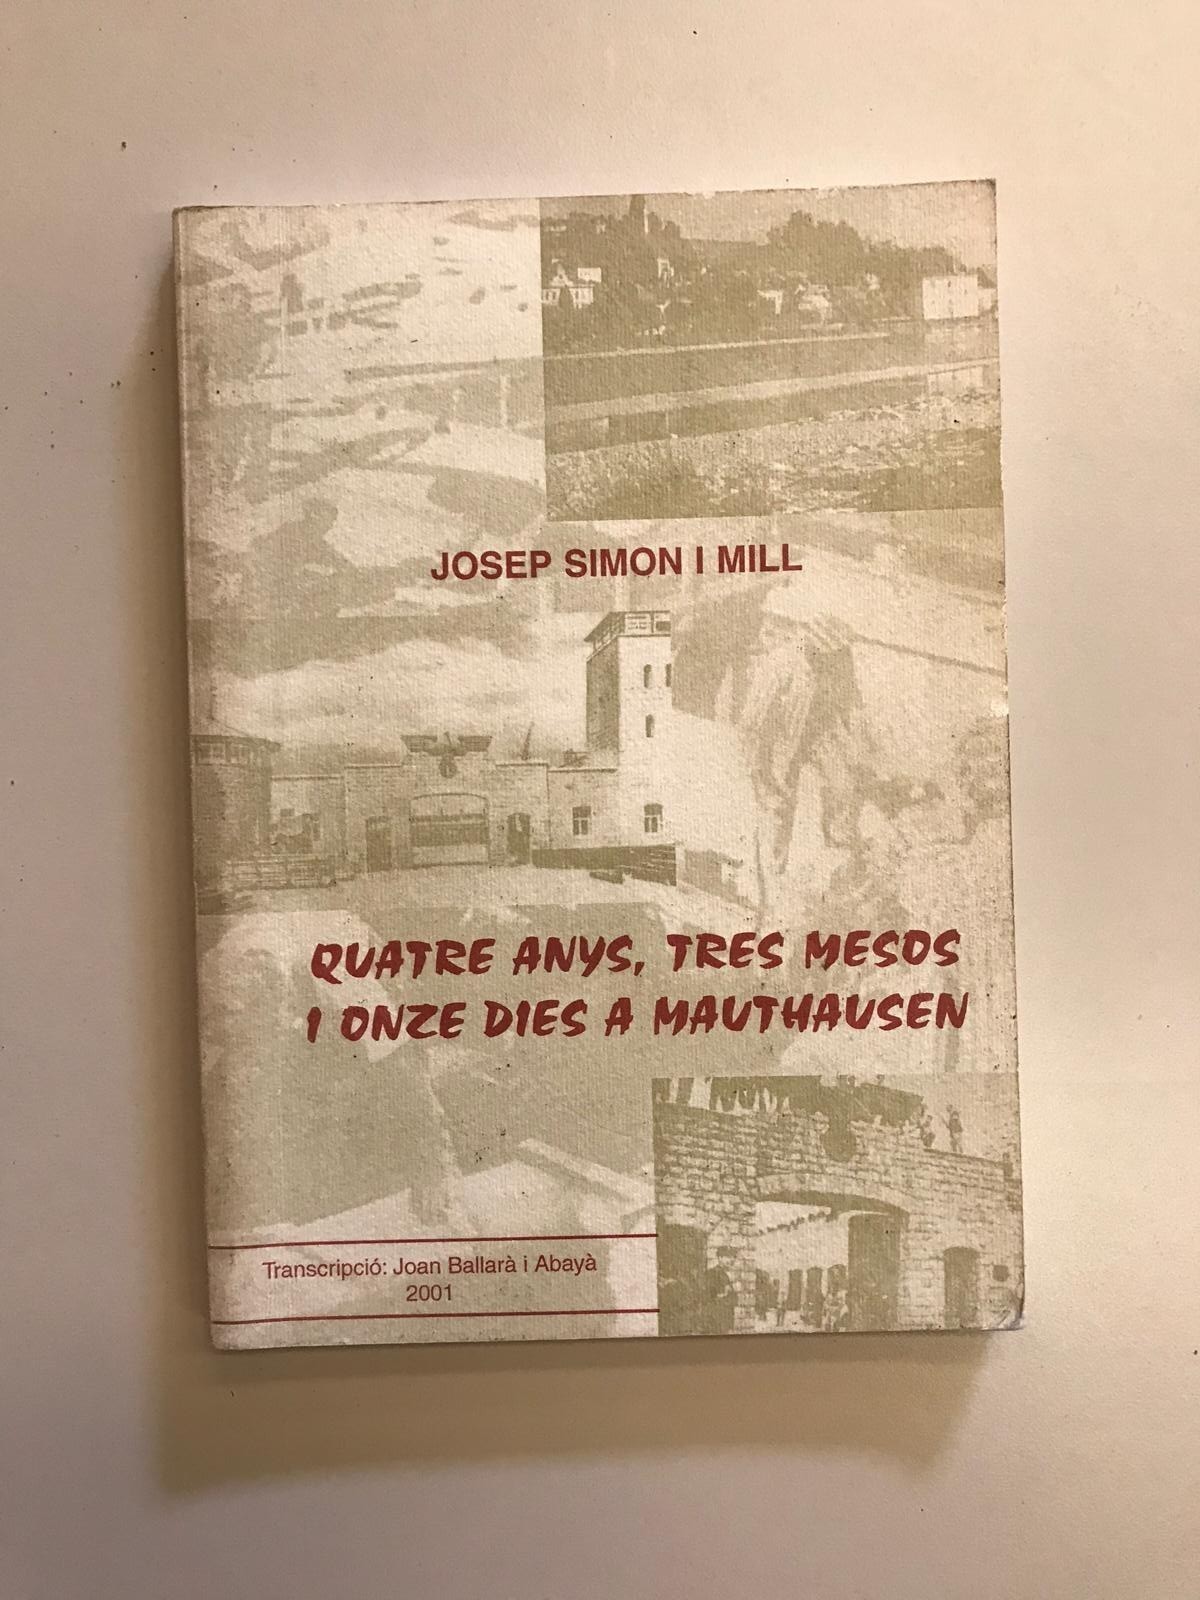 JOSEP SIMON I MILL
QUATRE ANYS, TRES MESOS
I ONZE DIES A MAUTHAUSEN
Transcripció: Joan Ballarà i Abayà
2001